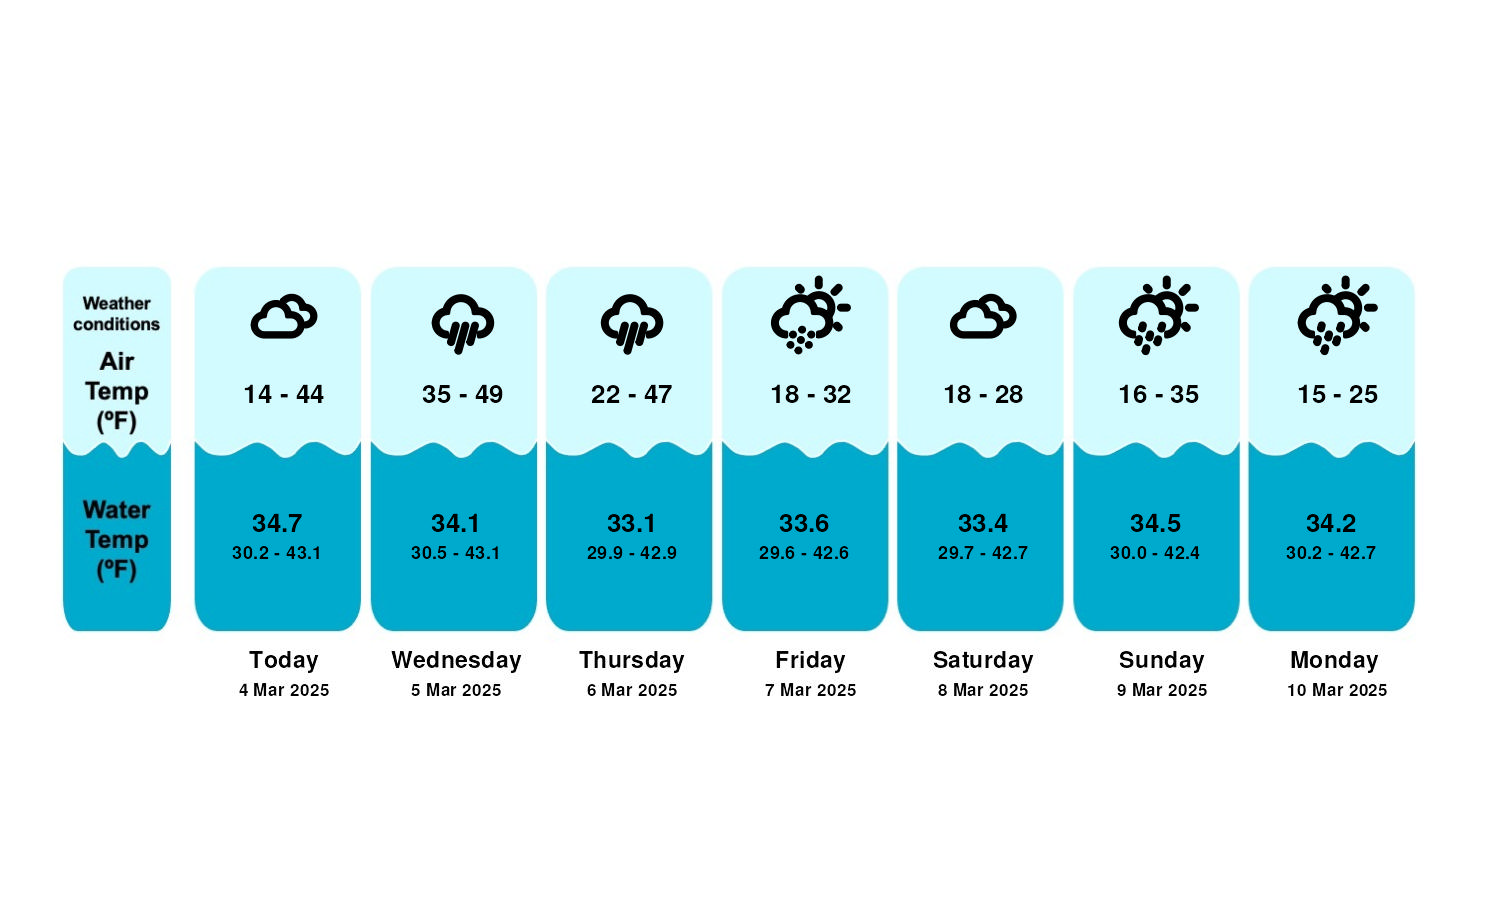 Weather
conditions
Air
Temp
(ºF)
Water
Temp
(ºF)
14 - 44
34.7
30.2 - 43.1
Today
4 Mar 2025
35 - 49
34.1
30.5 - 43.1
Wednesday
5 Mar 2025
22 - 47
33.1
29.9 - 42.9
Thursday
6 Mar 2025
18 - 32
33.6
29.6 - 42.6
Friday
7 Mar 2025
18 - 28
33.4
29.7 - 42.7
Saturday
8 Mar 2025
16 - 35
34.5
30.0 - 42.4
Sunday
9 Mar 2025
15 - 25
34.2
30.2 - 42.7
Monday
10 Mar 2025